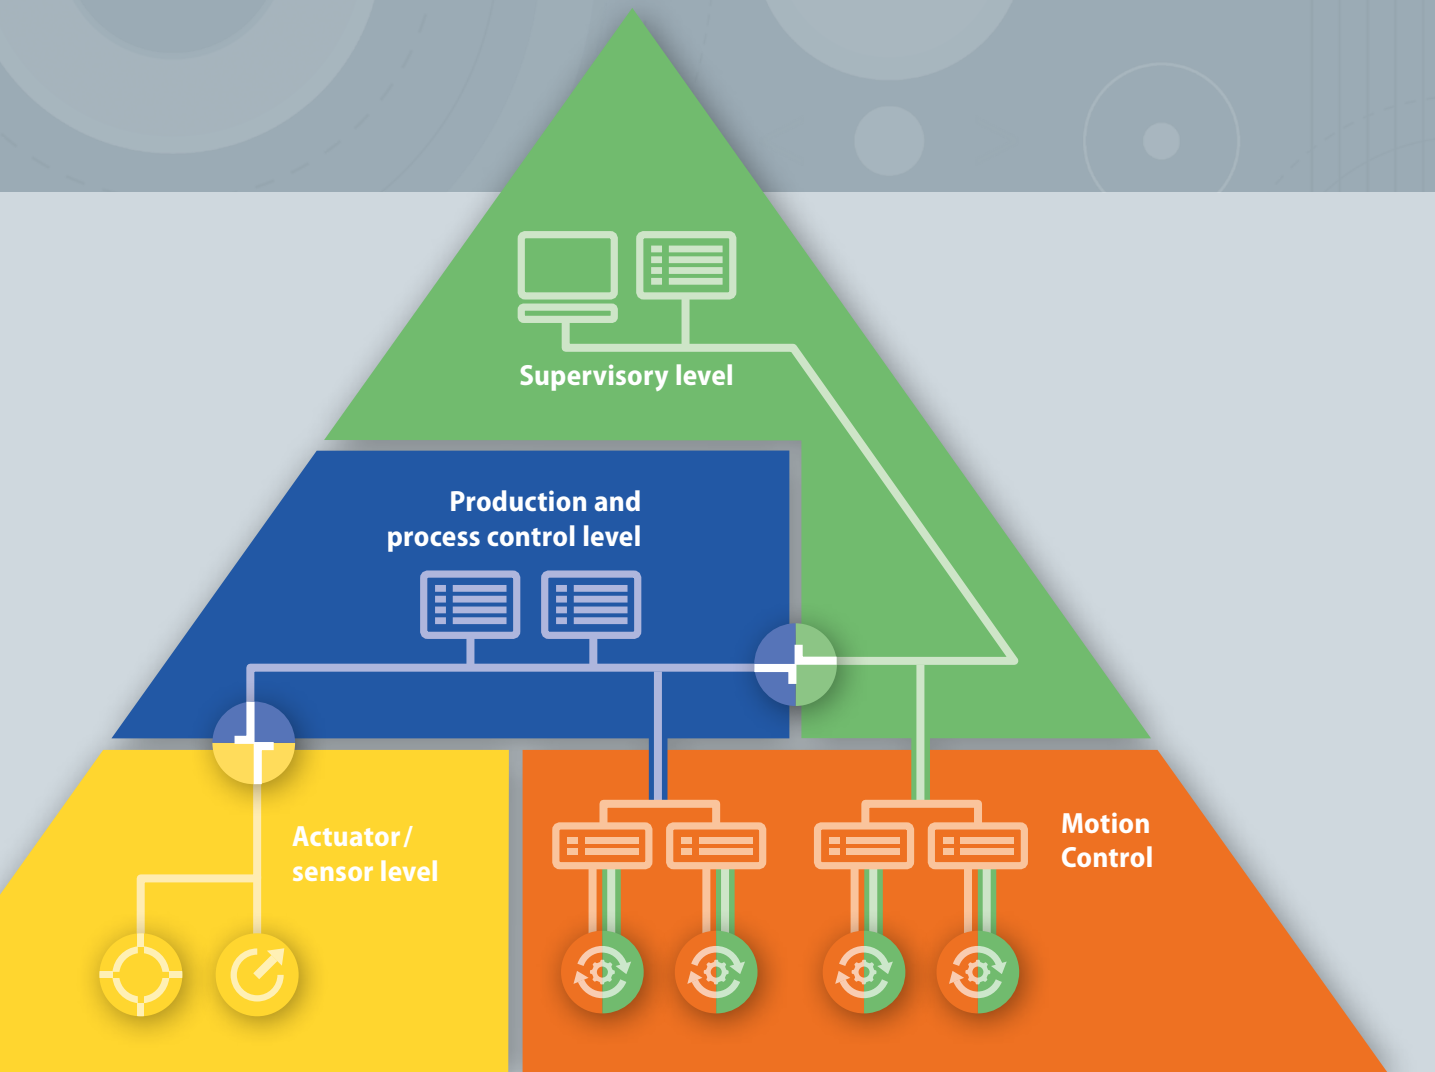 Supervisory level
Production and
process control level
Actuator/
sensor level
Motion
Control